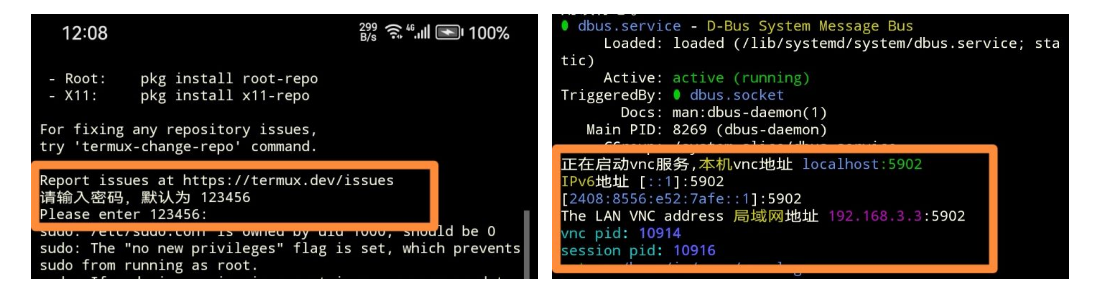 12:08
299 B/s 46 100%
- Root:    pkg install root-repo
- X11:     pkg install x11-repo
For fixing any repository issues,
try 'termux-change-repo' command.
Report issues at https://termux.dev/issues
请输入密码, 默认为 123456
Please enter 123456:
sudo: /etc/sudo.conf is owned by uid 1000, should be 0
sudo: The "no new privileges" flag is set, which prevents
sudo from running as root.
dbus.service - D-Bus System Message Bus
Loaded: loaded (/lib/systemd/system/dbus.service; sta
tic)
Active: active (running)
TriggeredBy: dbus.socket
Docs: man:dbus-daemon(1)
Main PID: 8269 (dbus-daemon)
正在启动vnc服务,本机vnc地址 localhost:5902
IPv6地址 [::1]:5902
[2408:8556:e52:7afe::1]:5902
The LAN VNC address 局域网地址 192.168.3.3:5902
vnc pid: 10914
session pid: 10916